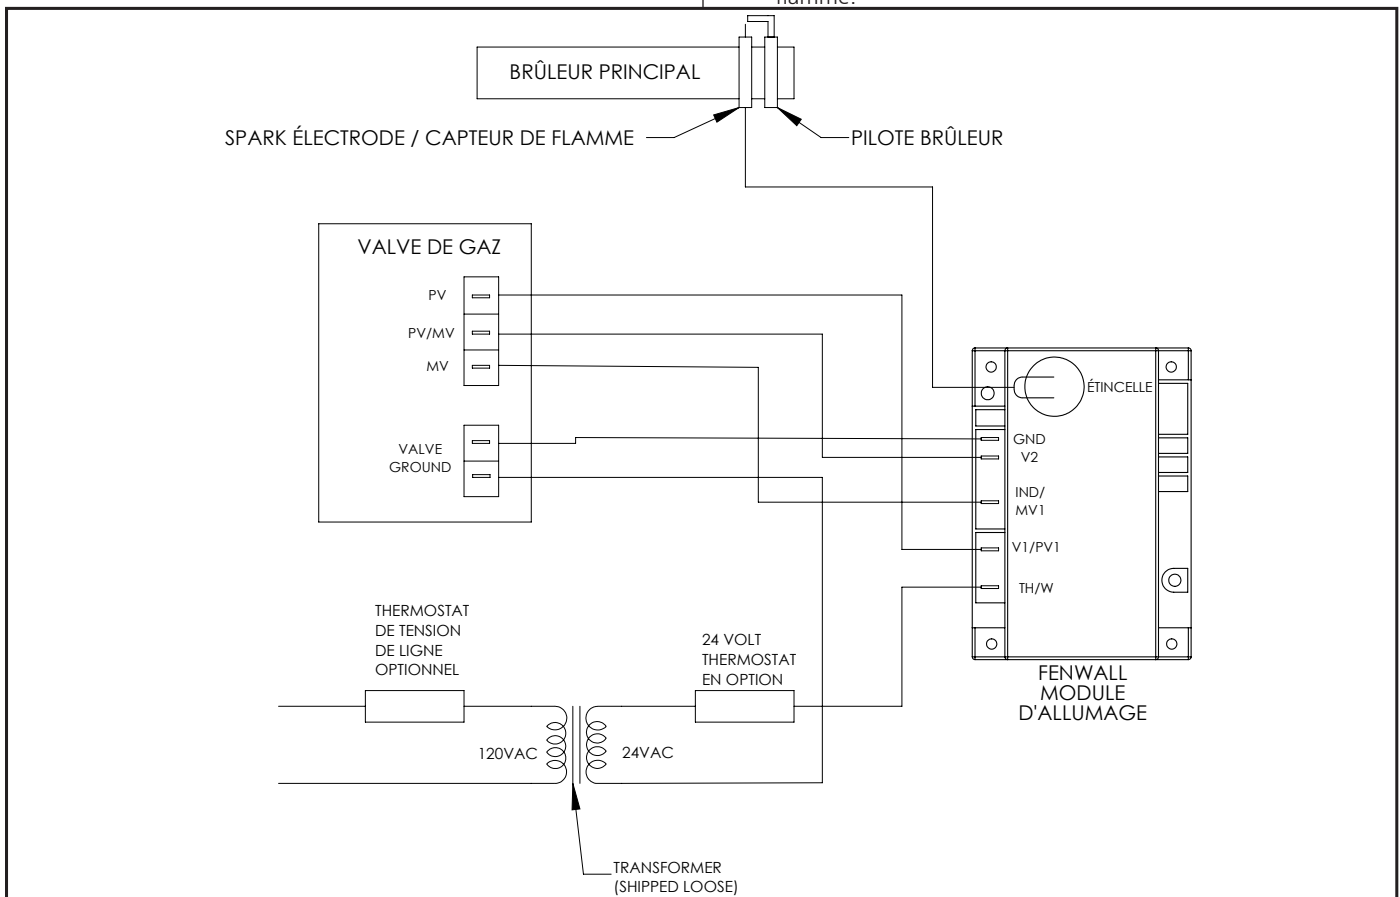 flamme.
BRÛLEUR PRINCIPAL
SPARK ÉLECTRODE / CAPTEUR DE FLAMME
PILOTE BRÛLEUR
VALVE DE GAZ
PV
PV/MV
MV
VALVE
GROUND
ÉTINCELLE
GND
V2
IND/
MV1
V1/PV1
TH/W
FENWALL
MODULE
D'ALLUMAGE
THERMOSTAT
DE TENSION
DE LIGNE
OPTIONNEL
24 VOLT
THERMOSTAT
EN OPTION
120VAC
24VAC
TRANSFORMER
(SHIPPED LOOSE)